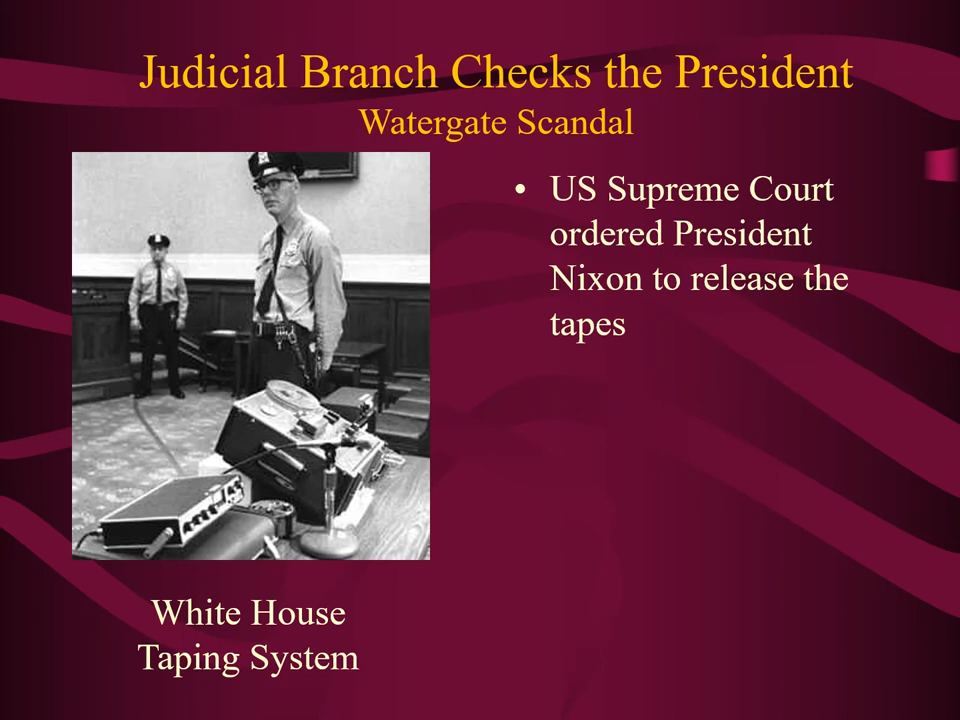 Judicial Branch Checks the President
Watergate Scandal
• US Supreme Court
ordered President
Nixon to release the
tapes
White House
Taping System